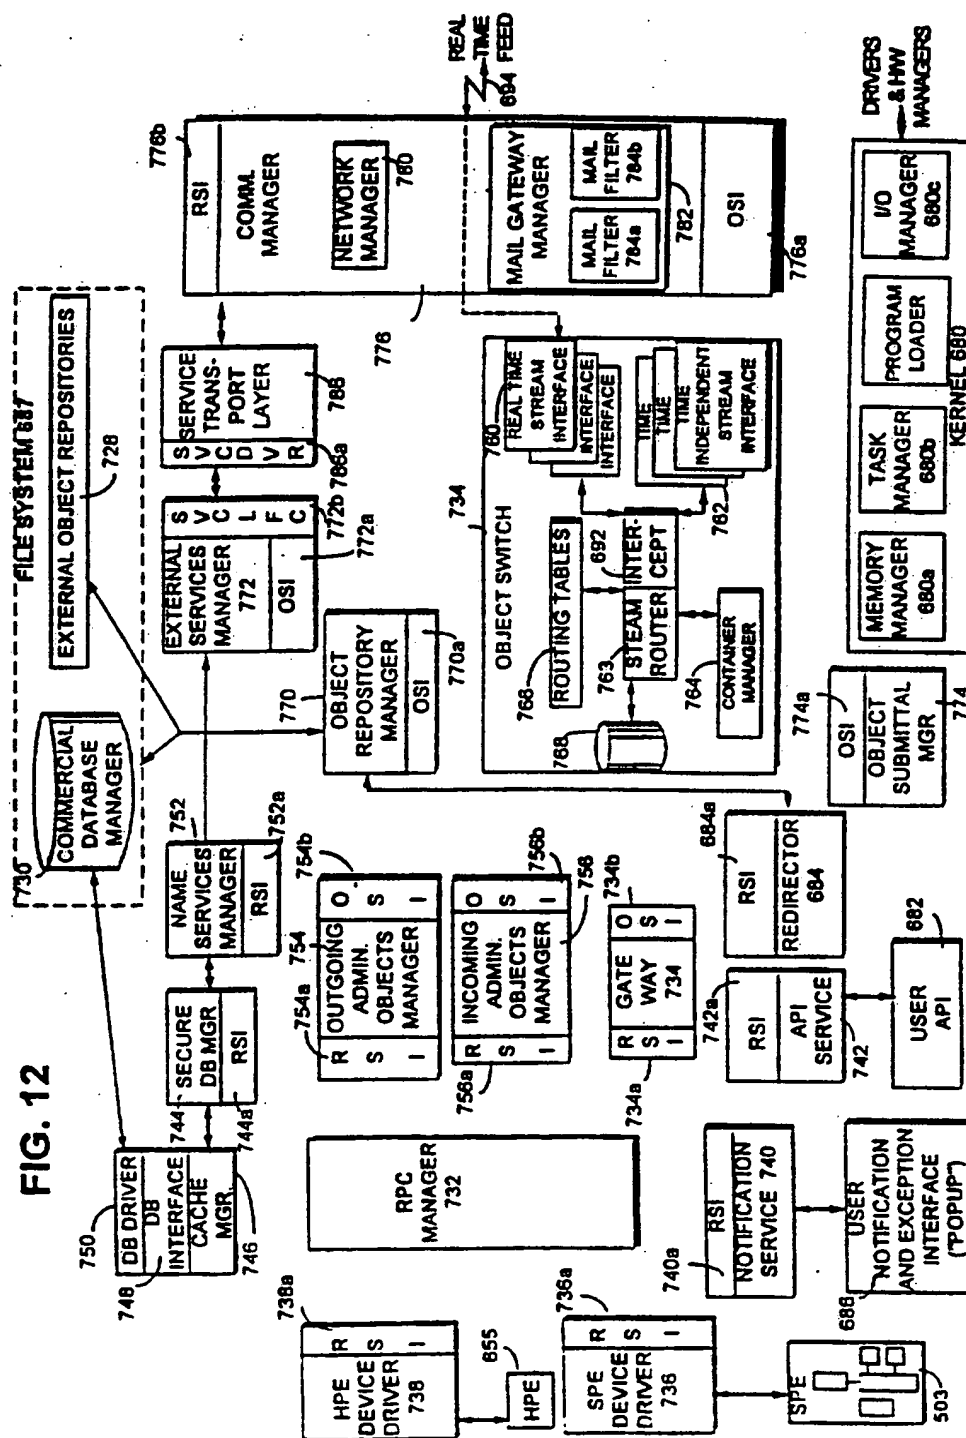 FIG. 12
FILE SYSTEM 687
EXTERNAL OBJECT REPOSITORIES
728
730
COMMERCIAL
DATABASE
MANAGER
750
DB DRIVER
DB
INTERFACE
748
CACHE
MGR.
746
744
SECURE
DB MGR
RSI
744a
752
NAME
SERVICES
MANAGER
RSI
752a
EXTERNAL
SERVICES
MANAGER
772
OSI
772a
S
V
C
L
F
C
772b
S
V
C
D
V
R
786a
SERVICE
TRANS-
PORT
LAYER
786
776b
RSI
COMM.
MANAGER
NETWORK
MANAGER
780
776
MAIL GATEWAY
MANAGER
MAIL
FILTER
784a
MAIL
FILTER
784b
782
OSI
776a
REAL
TIME
FEED
694
738a
HPE
DEVICE
DRIVER
738
R
S
I
655
HPE
736a
SPE
DEVICE
DRIVER
736
R
S
I
SPE
503
RPC
MANAGER
732
754a
754
754b
R
S
I
OUTGOING
ADMIN.
OBJECTS
MANAGER
O
S
I
756a
R
S
I
INCOMING
ADMIN.
OBJECTS
MANAGER
O
S
I
756b
756
734a
R
S
I
GATE
WAY
734
O
S
I
734b
770
OBJECT
REPOSITORY
MANAGER
OSI
770a
734
OBJECT SWITCH
766
ROUTING TABLES
763
STEAM
ROUTER
692
INTER-
CEPT
764
CONTAINER
MANAGER
768
760
REAL TIME
STREAM
INTERFACE
INTERFACE
INTERFACE
TIME
TIME
TIME
INDEPENDENT
STREAM
INTERFACE
762
740a
RSI
NOTIFICATION
SERVICE 740
686
USER
NOTIFICATION
AND EXCEPTION
INTERFACE
("POPUP")
742a
RSI
API
SERVICE
742
USER
API
682
684a
RSI
REDIRECTOR
684
774a
OSI
OBJECT
SUBMITTAL
MGR
774
MEMORY
MANAGER
680a
TASK
MANAGER
680b
PROGRAM
LOADER
I/O
MANAGER
680c
KERNEL 680
DRIVERS
& H/W
MANAGERS